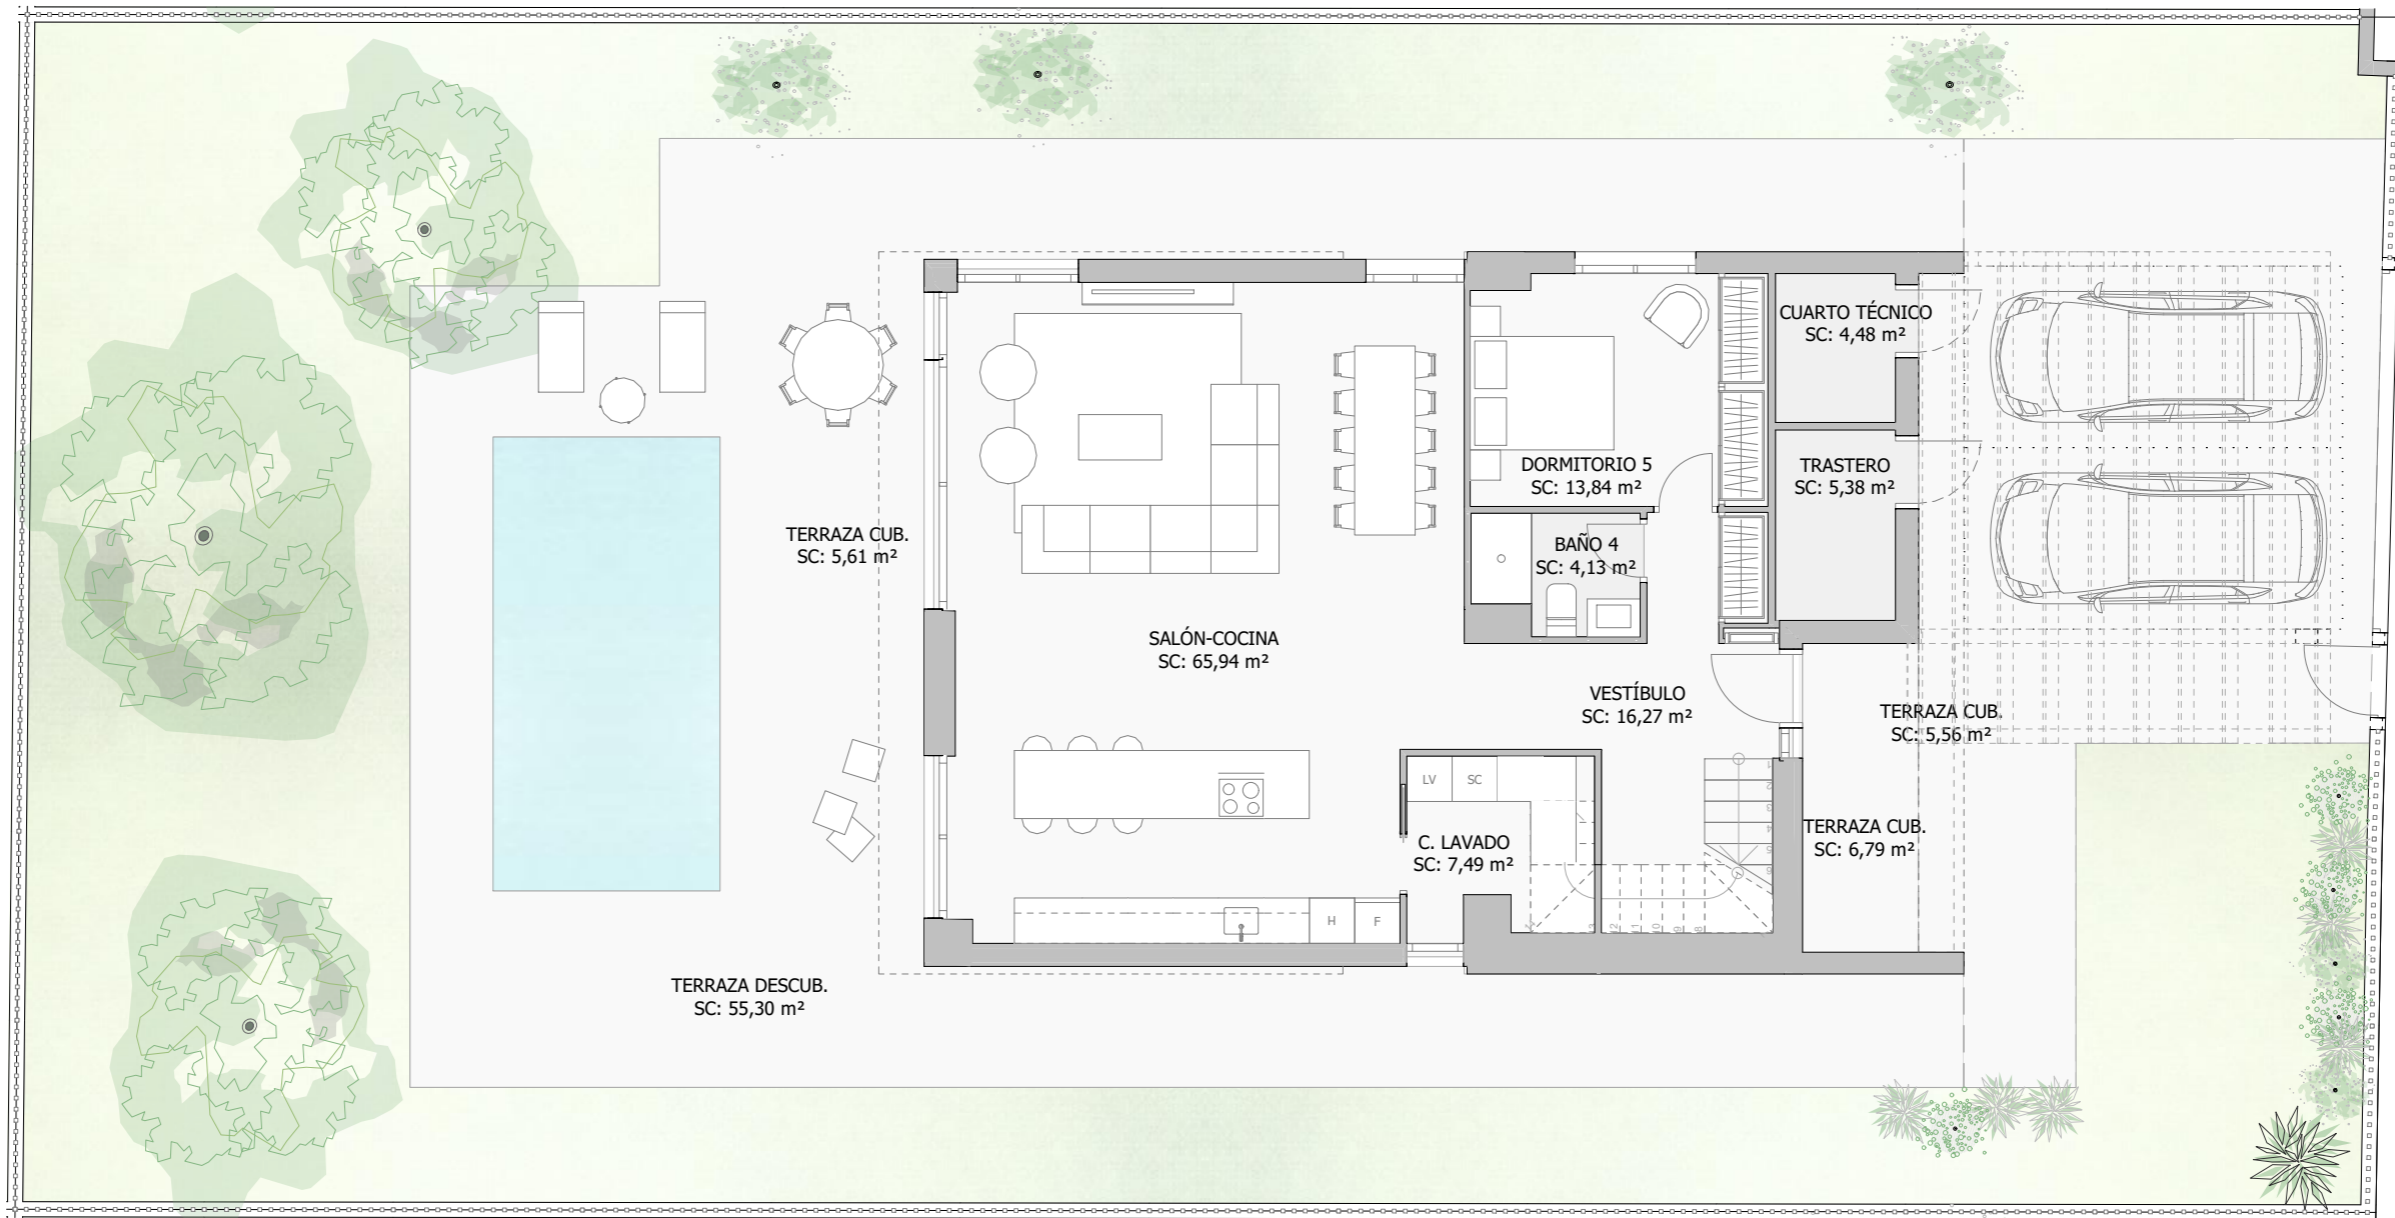 CUARTO TÉCNICO
SC: 4,48 m²
DORMITORIO 5
SC: 13,84 m²
TRASTERO
SC: 5,38 m²
TERRAZA CUB.
SC: 5,61 m²
BAÑO 4
SC: 4,13 m²
SALÓN-COCINA
SC: 65,94 m²
VESTÍBULO
SC: 16,27 m²
TERRAZA CUB.
SC: 5,56 m²
LV
SC
C. LAVADO
SC: 7,49 m²
TERRAZA CUB.
SC: 6,79 m²
H
F
TERRAZA DESCUB.
SC: 55,30 m²